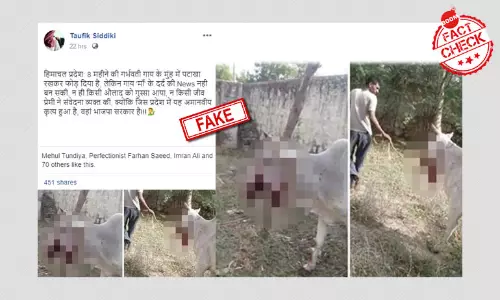 Taufik Siddiki
22 hrs
BOOM
FACT
CHECK
हिमाचल प्रदेश 8 महीने की गर्भवती गाय के मुंह में पटाखा
रखकर फोड़ दिया है, लेकिन गाय 'माँ' के दर्द की News नही
बन सकी, न ही किसी औलाद को गुस्सा आया, न किसी जीव
प्रेमी ने संवेदना व्यक्त की, क्योंकि जिस प्रदेश में यह अमानवीय
कृत्य हुआ है, वहां भाजपा सरकार है।।।
FAKE
Mehul Tundiya, Perfectionist Farhan Saeed, Imran Ali and
70 others like this.
451 shares